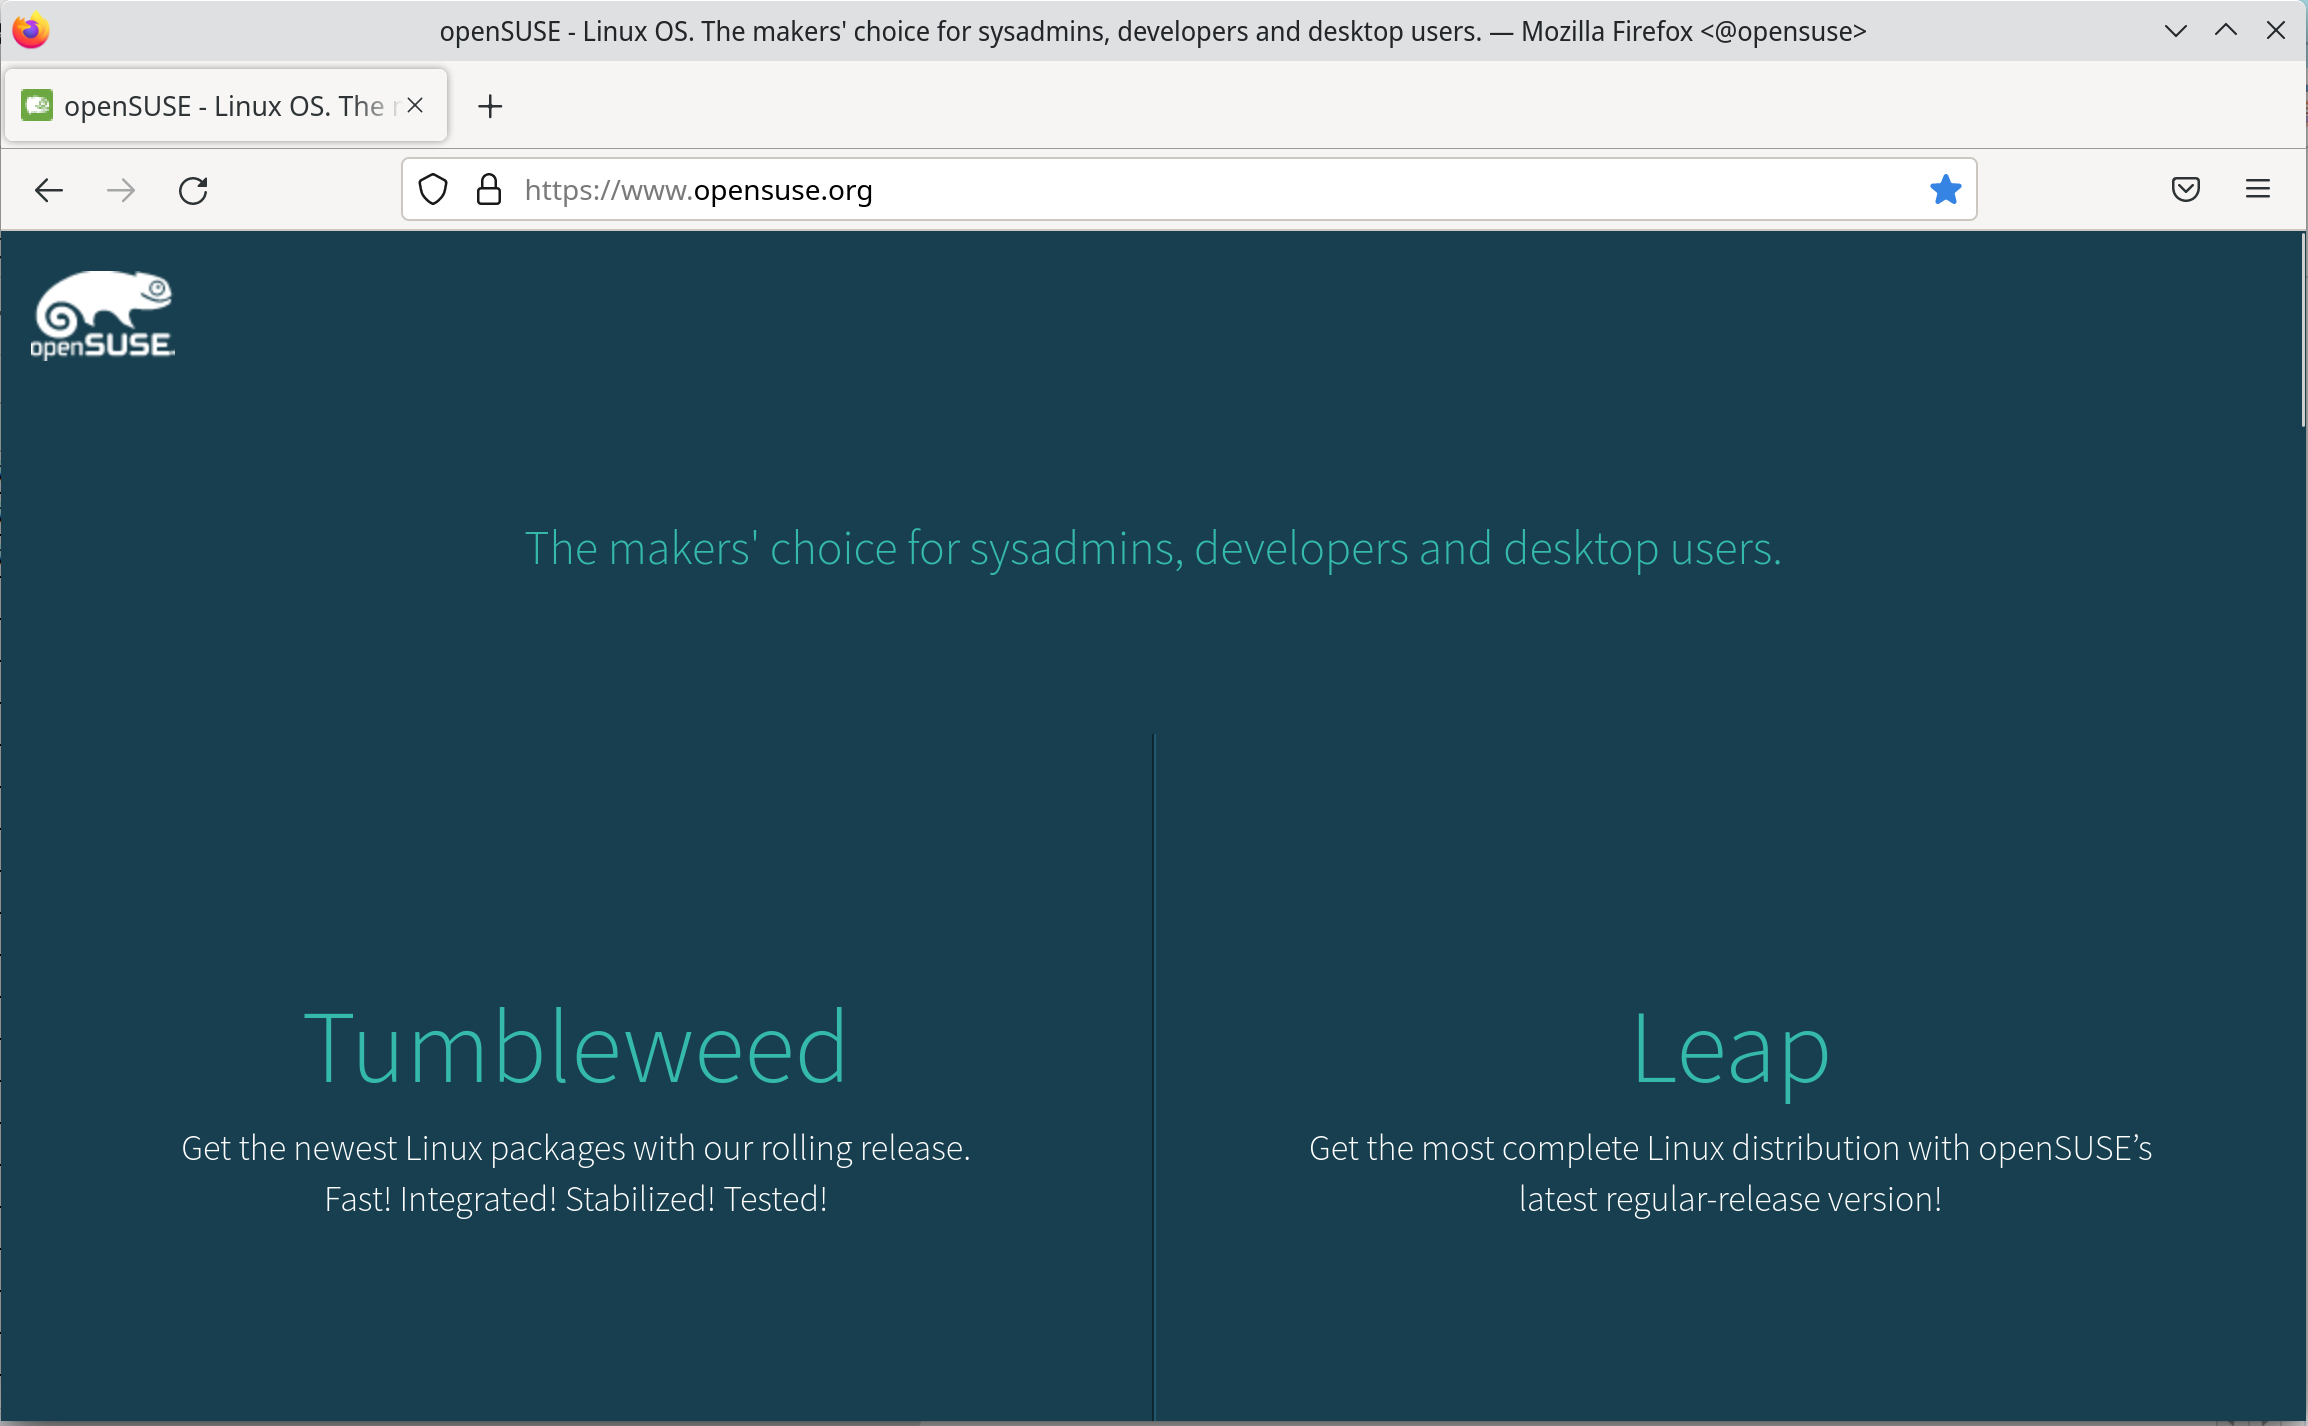 openSUSE - Linux OS. The makers' choice for sysadmins, developers and desktop users. — Mozilla Firefox <@opensuse>
openSUSE - Linux OS. The
https://www.opensuse.org
openSUSE
The makers' choice for sysadmins, developers and desktop users.
Tumbleweed
Get the newest Linux packages with our rolling release.
Fast! Integrated! Stabilized! Tested!
Leap
Get the most complete Linux distribution with openSUSE’s
latest regular-release version!